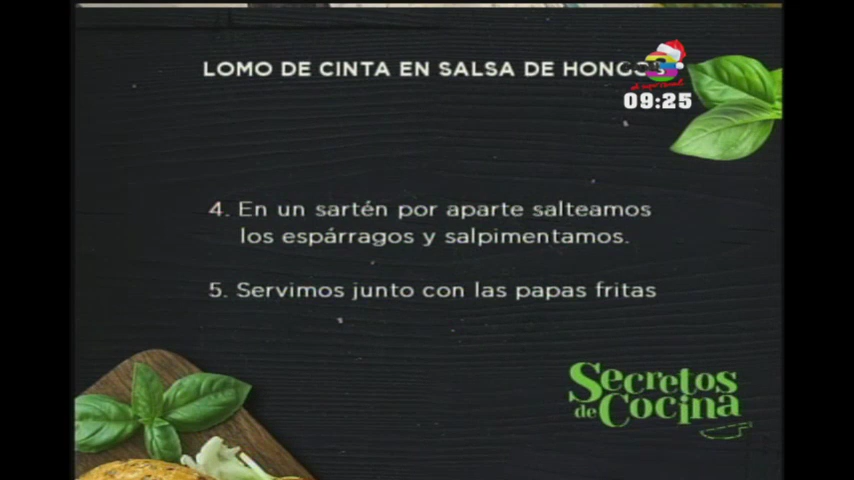 LOMO DE CINTA EN SALSA DE HONGOS
09:25
4. En un sartén por aparte salteamos
los espárragos y salpimentamos.
5. Servimos junto con las papas fritas
Secretos
de Cocina